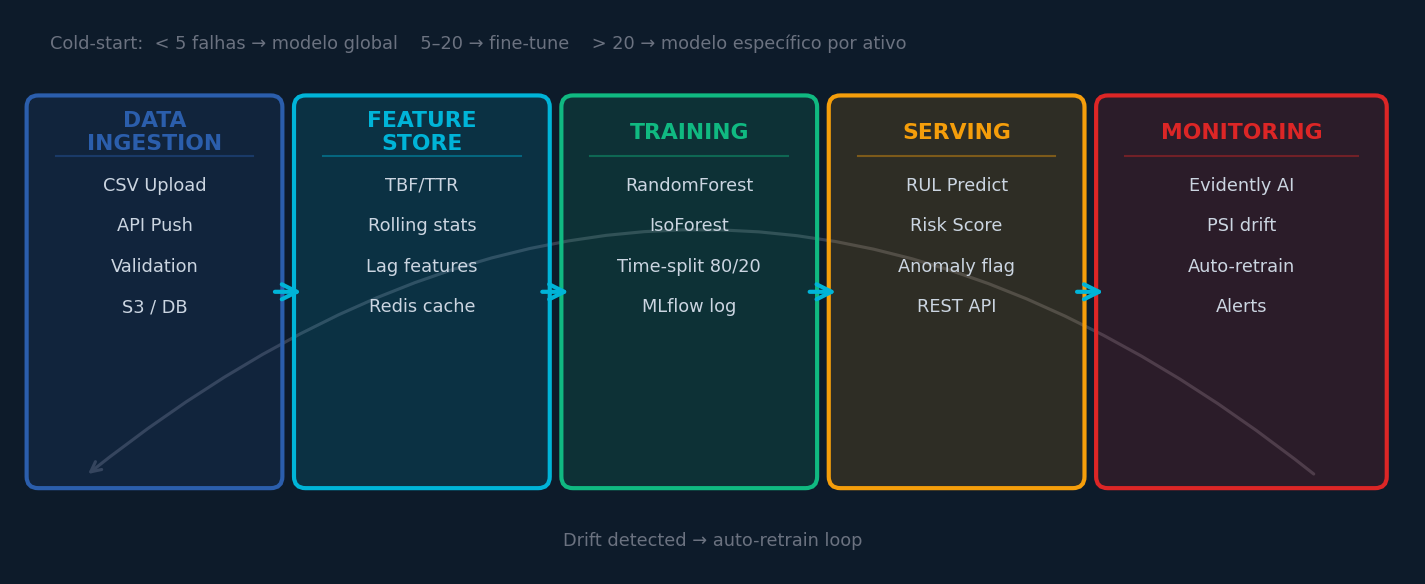 Cold-start: < 5 falhas → modelo global 5–20 → fine-tune > 20 → modelo específico por ativo
DATA
INGESTION
CSV Upload
API Push
Validation
S3 / DB
FEATURE
STORE
TBF/TTR
Rolling stats
Lag features
Redis cache
TRAINING
RandomForest
IsoForest
Time-split 80/20
MLflow log
SERVING
RUL Predict
Risk Score
Anomaly flag
REST API
MONITORING
Evidently AI
PSI drift
Auto-retrain
Alerts
Drift detected → auto-retrain loop